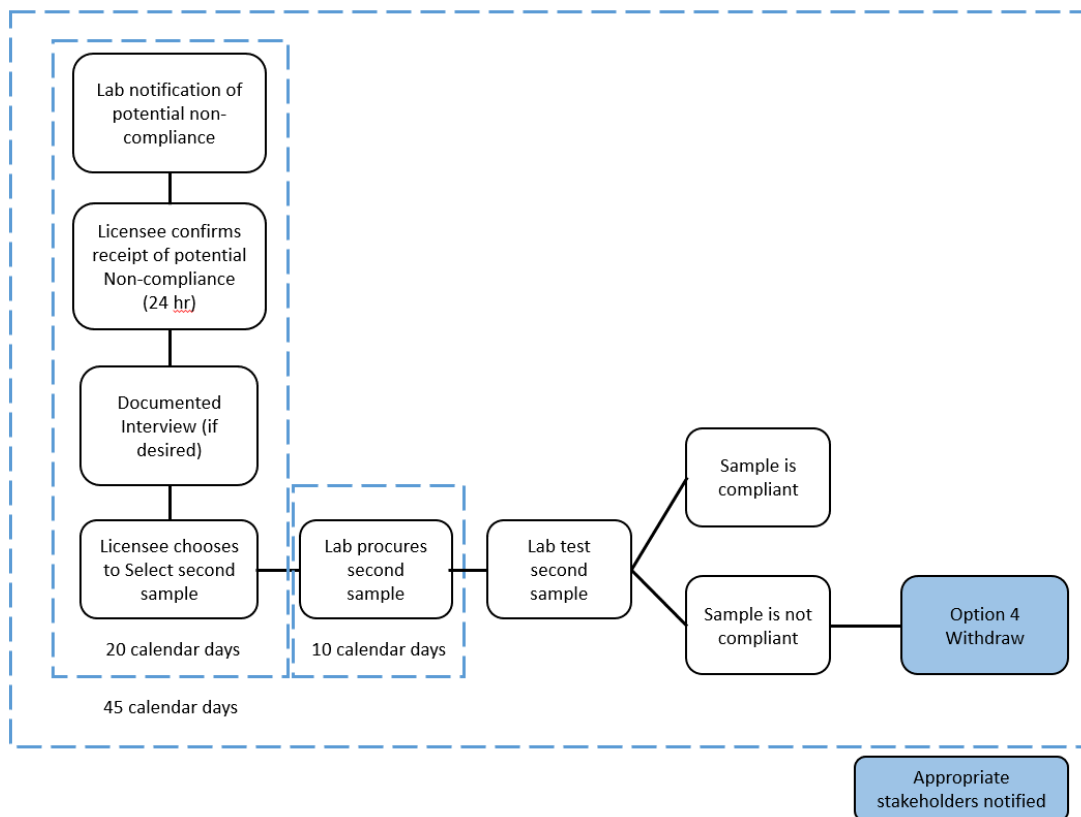 Lab notification of
potential non-
compliance
Licensee confirms
receipt of potential
Non-compliance
(24 hr)
Documented
Interview (if
desired)
Licensee chooses
to Select second
sample
20 calendar days
45 calendar days
Lab procures
second
sample
10 calendar days
Lab test
second
sample
Sample is
compliant
Sample is not
compliant
Option 4
Withdraw
Appropriate
stakeholders notified